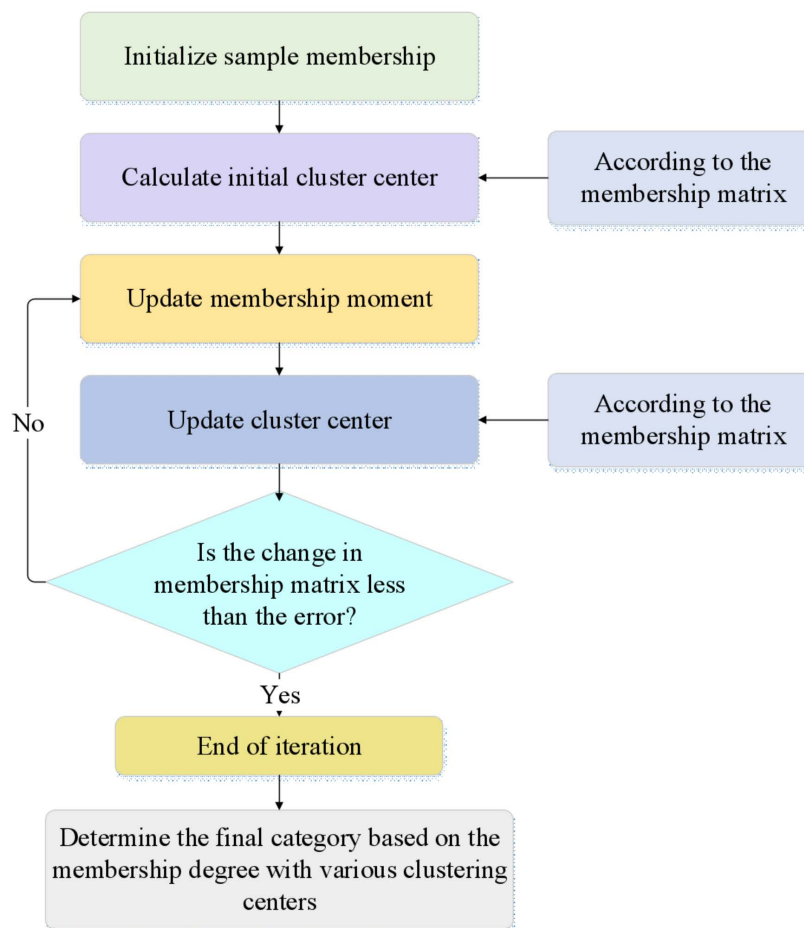 Initialize sample membership
Calculate initial cluster center
According to the
membership matrix
Update membership moment
Update cluster center
According to the
membership matrix
No
Is the change in
membership matrix less
than the error?
Yes
End of iteration
Determine the final category based on the
membership degree with various clustering
centers